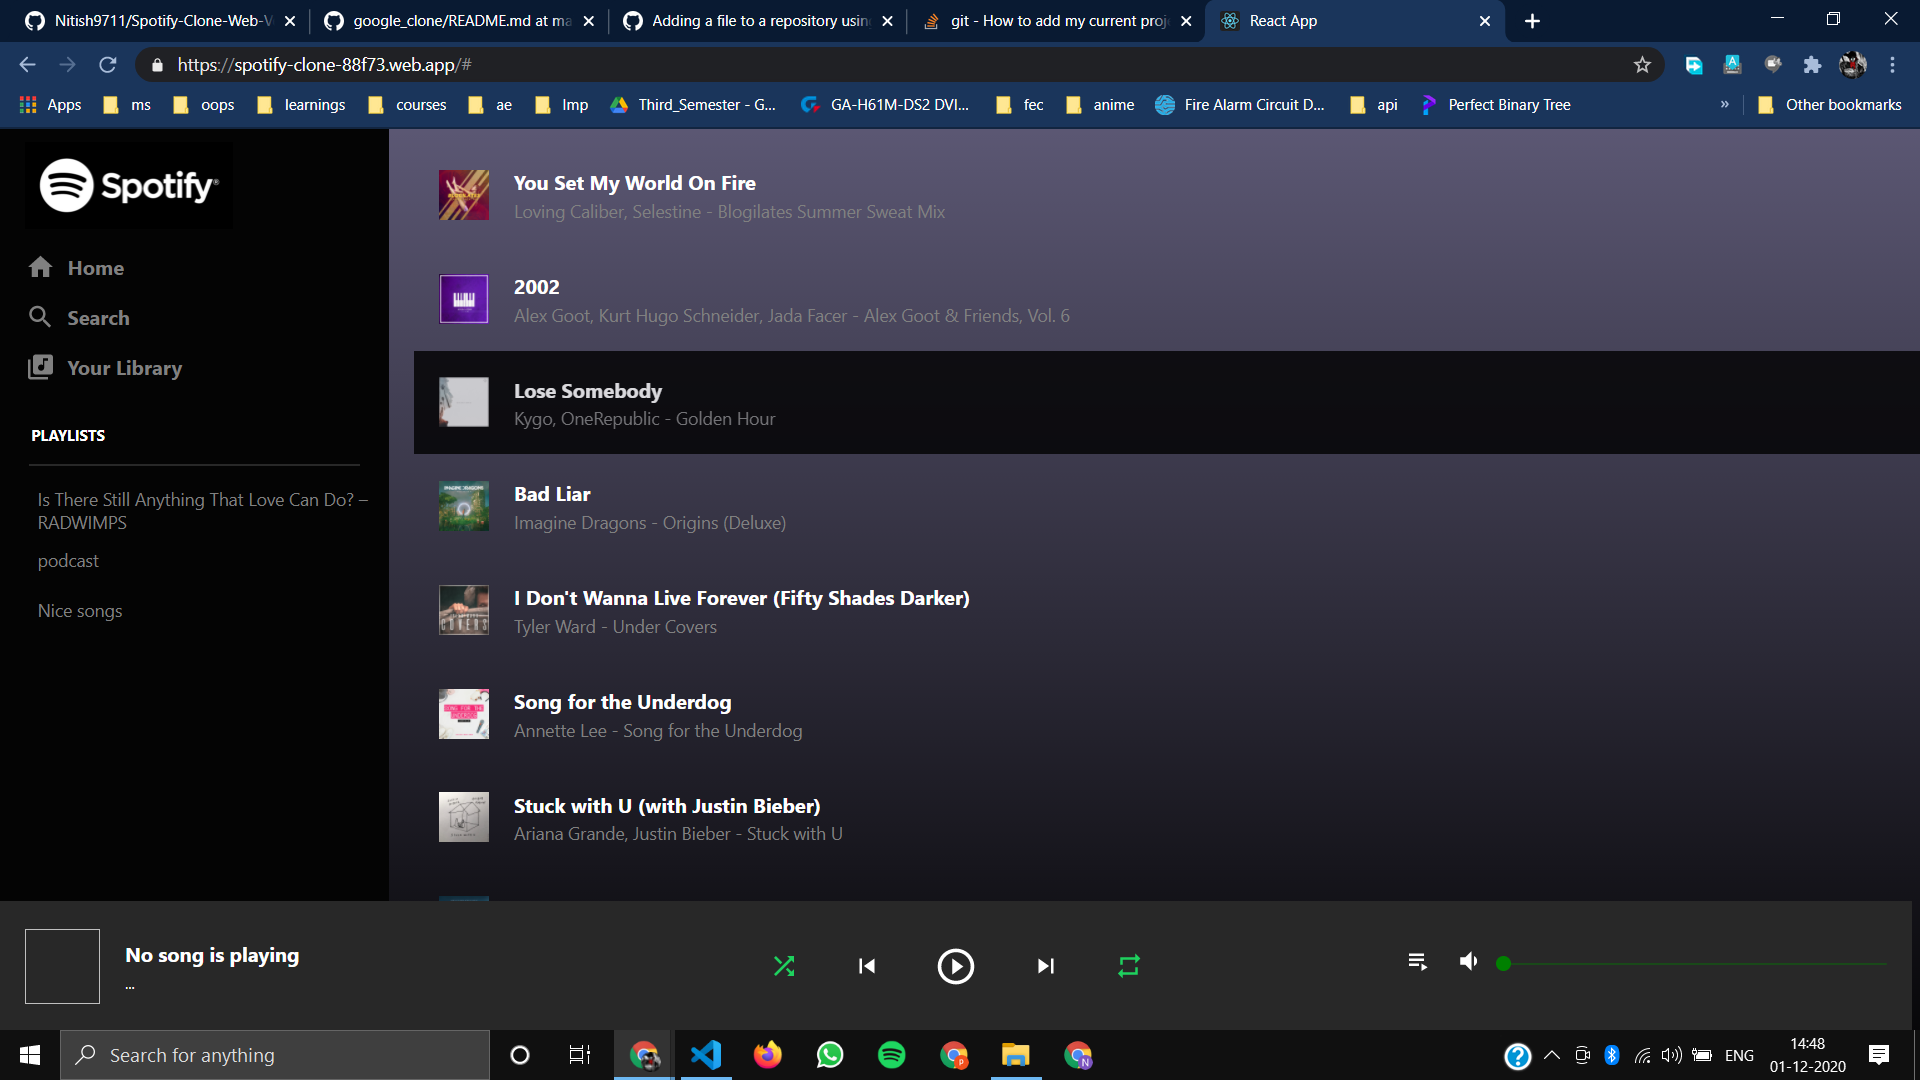 Nitish9711/Spotify-Clone-Web-V
google_clone/README.md at ma
Adding a file to a repository using
git - How to add my current proje
React App
https://spotify-clone-88f73.web.app/#
Apps
ms
oops
learnings
courses
ae
Imp
Third_Semester - G...
GA-H61M-DS2 DVI...
fec
anime
Fire Alarm Circuit D...
api
Perfect Binary Tree
»
Other bookmarks
Spotify®
Home
Search
Your Library
PLAYLISTS
Is There Still Anything That Love Can Do? –
RADWIMPS
podcast
Nice songs
You Set My World On Fire
Loving Caliber, Selestine - Blogilates Summer Sweat Mix
2002
Alex Goot, Kurt Hugo Schneider, Jada Facer - Alex Goot & Friends, Vol. 6
Lose Somebody
Kygo, OneRepublic - Golden Hour
Bad Liar
Imagine Dragons - Origins (Deluxe)
I Don't Wanna Live Forever (Fifty Shades Darker)
Tyler Ward - Under Covers
Song for the Underdog
Annette Lee - Song for the Underdog
Stuck with U (with Justin Bieber)
Ariana Grande, Justin Bieber - Stuck with U
No song is playing
...
Search for anything
ENG
14:48
01-12-2020